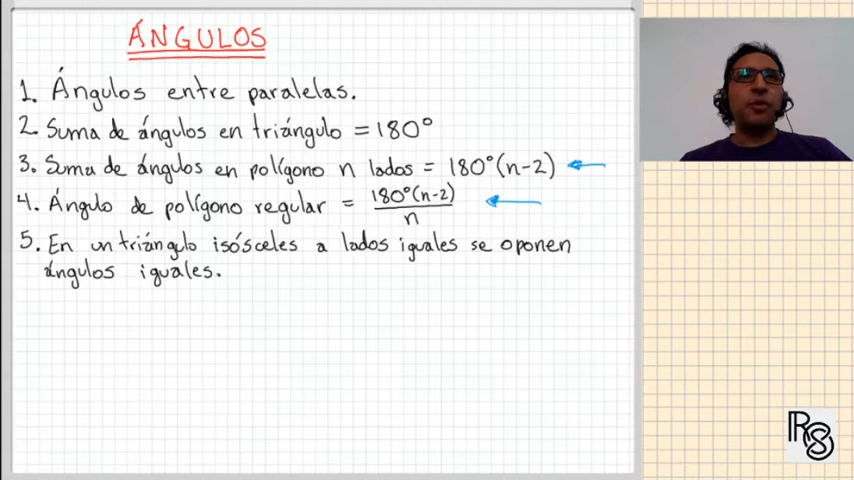 ÁNGULOS
1. Ángulos entre paralelas.
2. Suma de ángulos en triángulo = 180°
3. Suma de ángulos en polígono n lados = 180°(n-2)
4. Ángulo de polígono regular = 180°(n-2)/n
5. En un triángulo isósceles a lados iguales se oponen
ángulos iguales.
RS